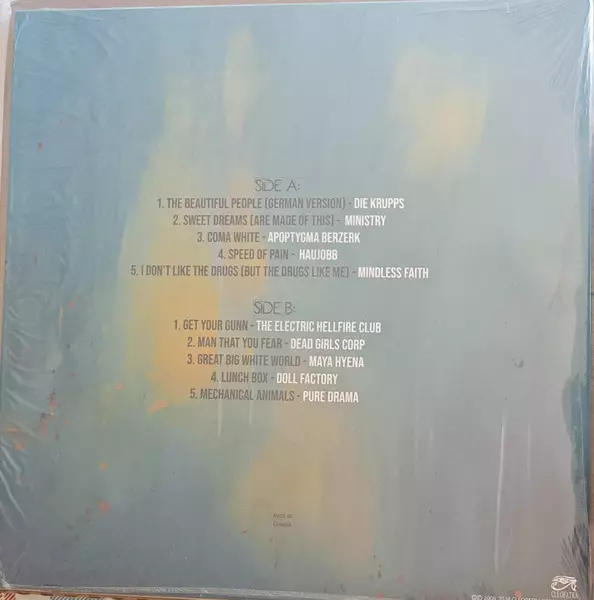 SIDE A:
1. THE BEAUTIFUL PEOPLE (GERMAN VERSION) - DIE KRUPPS
2. SWEET DREAMS (ARE MADE OF THIS) - MINISTRY
3. COMA WHITE - APOPTYGMA BERZERK
4. SPEED OF PAIN - HAUJOBB
5. I DON'T LIKE THE DRUGS (BUT THE DRUGS LIKE ME) - MINDLESS FAITH
SIDE B:
1. GET YOUR GUNN - THE ELECTRIC HELLFIRE CLUB
2. MAN THAT YOU FEAR - DEAD GIRLS CORP
3. GREAT BIG WHITE WORLD - MAYA HYENA
4. LUNCH BOX - DOLL FACTORY
5. MECHANICAL ANIMALS - PURE DRAMA
CLEOPATRA